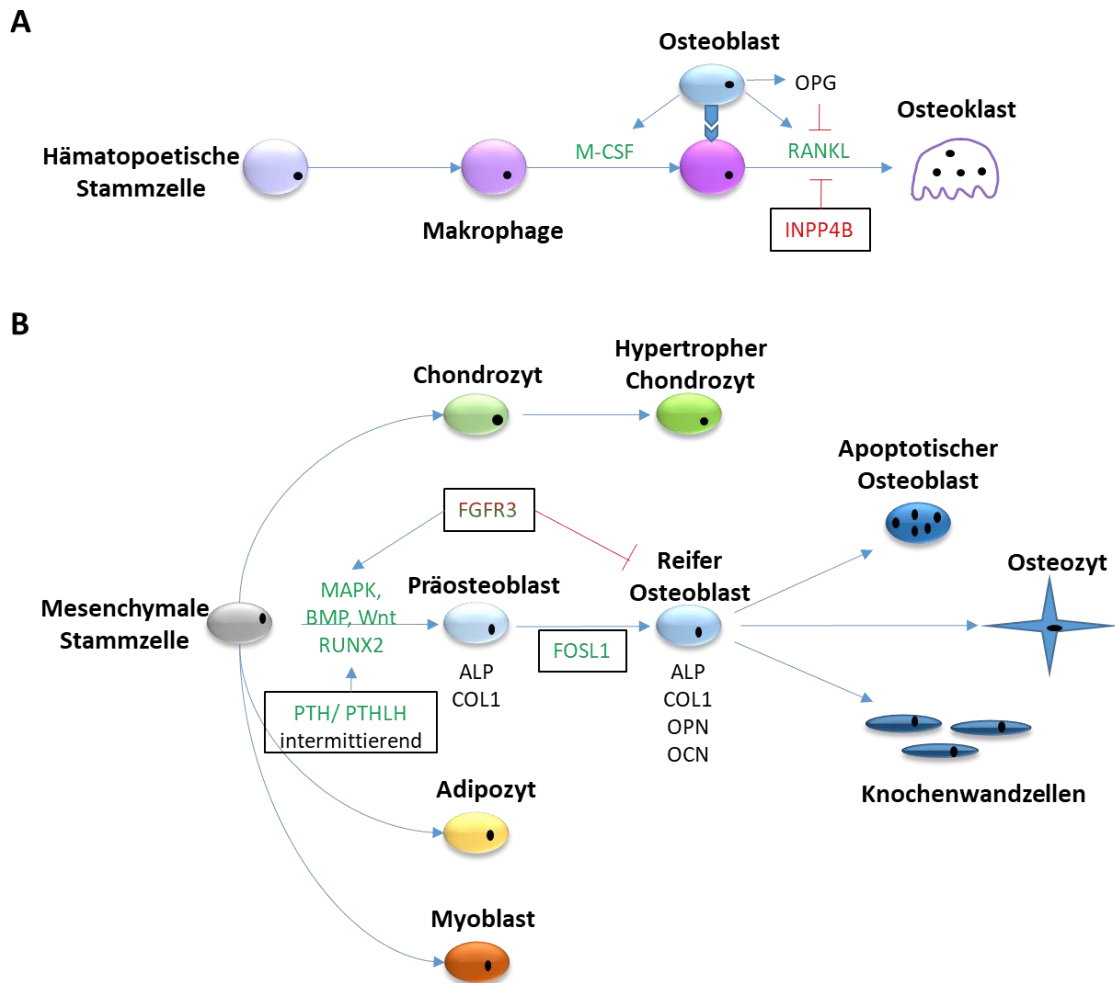 A
Osteoblast
OPG
Osteoklast
Hämatopoetische
Stammzelle
M-CSF
RANKL
Makrophage
INPP4B
B
Hypertropher
Chondrozyt
Chondrozyt
Apoptotischer
Osteoblast
FGFR3
Mesenchymale
Stammzelle
MAPK,
BMP, Wnt
RUNX2
Präosteoblast
Reifer
Osteoblast
Osteozyt
FOSL1
ALP
COL1
ALP
COL1
OPN
OCN
PTH/ PTHLH
intermittierend
Knochenwandzellen
Adipozyt
Myoblast